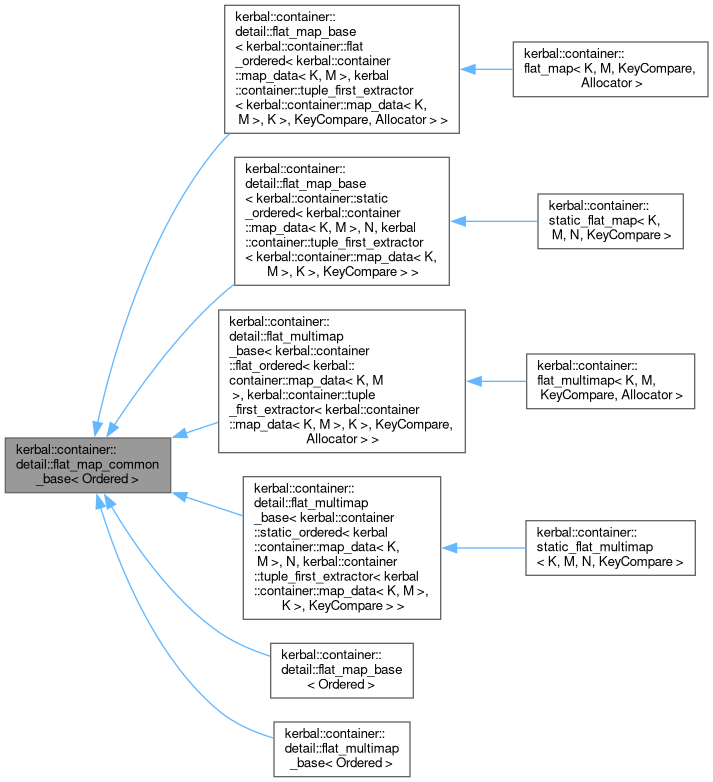 kerbal::container::
detail::flat_map_base
< kerbal::container::flat
_ordered< kerbal::container
::map_data< K, M >, kerbal
::container::tuple_first_extractor
< kerbal::container::map_data< K,
M >, K >, KeyCompare, Allocator > >
kerbal::container::
flat_map< K, M, KeyCompare,
Allocator >
kerbal::container::
detail::flat_map_base
< kerbal::container::static
_ordered< kerbal::container
::map_data< K, M >, N, kerbal
::container::tuple_first_extractor
< kerbal::container::map_data< K,
M >, K >, KeyCompare > >
kerbal::container::
static_flat_map< K,
M, N, KeyCompare >
kerbal::container::
detail::flat_multimap
_base< kerbal::container
::flat_ordered< kerbal::
container::map_data< K, M
>, kerbal::container::tuple
_first_extractor< kerbal::container
::map_data< K, M >, K >, KeyCompare,
Allocator > >
kerbal::container::
flat_multimap< K, M,
KeyCompare, Allocator >
kerbal::container::
detail::flat_map_common
_base< Ordered >
kerbal::container::
detail::flat_multimap
_base< kerbal::container
::static_ordered< kerbal
::container::map_data< K,
M >, N, kerbal::container
::tuple_first_extractor< kerbal
::container::map_data< K, M >,
K >, KeyCompare > >
kerbal::container::
static_flat_multimap
< K, M, N, KeyCompare >
kerbal::container::
detail::flat_map_base
< Ordered >
kerbal::container::
detail::flat_multimap
_base< Ordered >